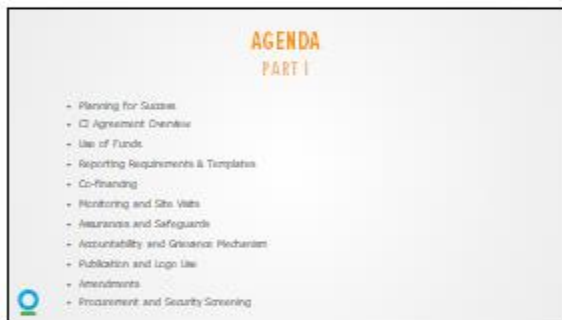 AGENDA
PART I
- Planning for Success
- CI Agreement Overview
- Use of Funds
- Reporting Requirements & Templates
- Co-financing
- Monitoring and Site Visits
- Assurances and Safeguards
- Accountability and Grievance Mechanism
- Publication and Logo Use
- Amendments
- Procurement and Security Screening